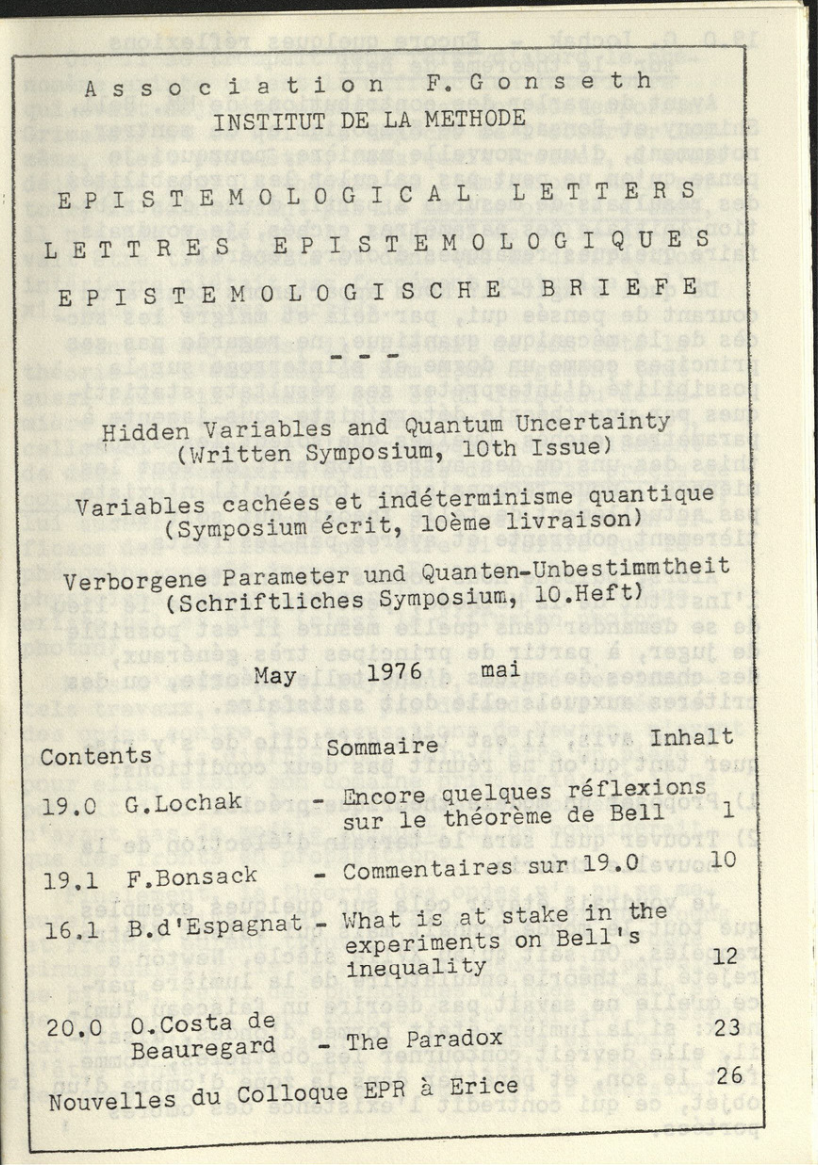 Association F.Gonseth
INSTITUT DE LA METHODE
EPISTEMOLOGICAL LETTERS
LETTRES EPISTEMOLOGIQUES
EPISTEMOLOGISCHE BRIEFE
---
Hidden Variables and Quantum Uncertainty
(Written Symposium, 10th Issue)
Variables cachées et indéterminisme quantique
(Symposium écrit, 10ème livraison)
Verborgene Parameter und Quanten-Unbestimmtheit
(Schriftliches Symposium, 10.Heft)
May 1976 mai
Contents Sommaire Inhalt
19.0 G.Lochak - Encore quelques réflexions
sur le théorème de Bell 1
19.1 F.Bonsack - Commentaires sur 19.0 10
16.1 B.d'Espagnat - What is at stake in the
experiments on Bell's
inequality 12
20.0 O.Costa de
Beauregard - The Paradox 23
Nouvelles du Colloque EPR à Erice 26